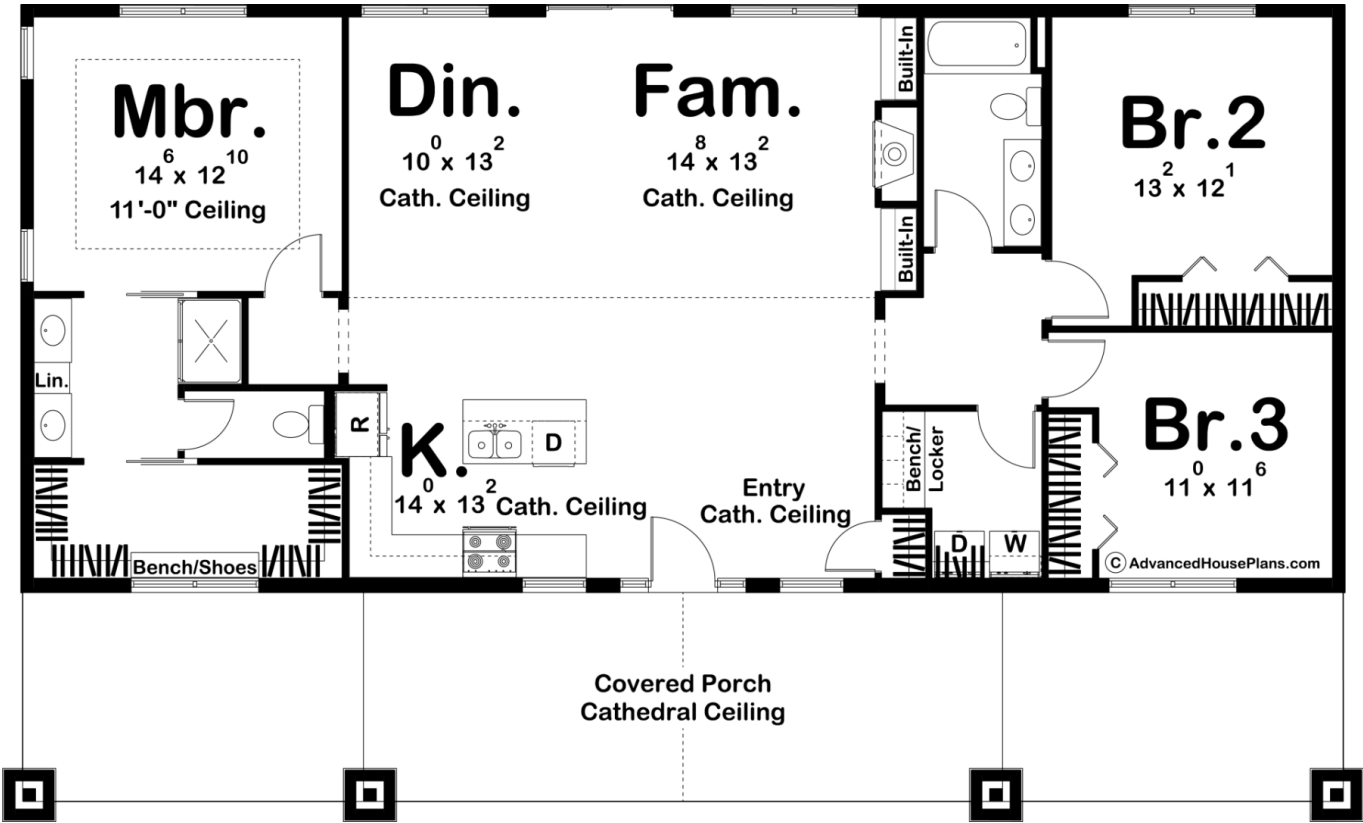 Mbr.
14⁶ x 12¹⁰
11'-0" Ceiling
Din.
10⁰ x 13²
Cath. Ceiling
Fam.
14⁸ x 13²
Cath. Ceiling
Built-In
Built-In
Br.2
13² x 12¹
Lin.
R
K.
14⁰ x 13²
Cath. Ceiling
D
Entry
Cath. Ceiling
Bench/
Locker
D
W
Br.3
11⁰ x 11⁶
Bench/Shoes
© AdvancedHousePlans.com
Covered Porch
Cathedral Ceiling